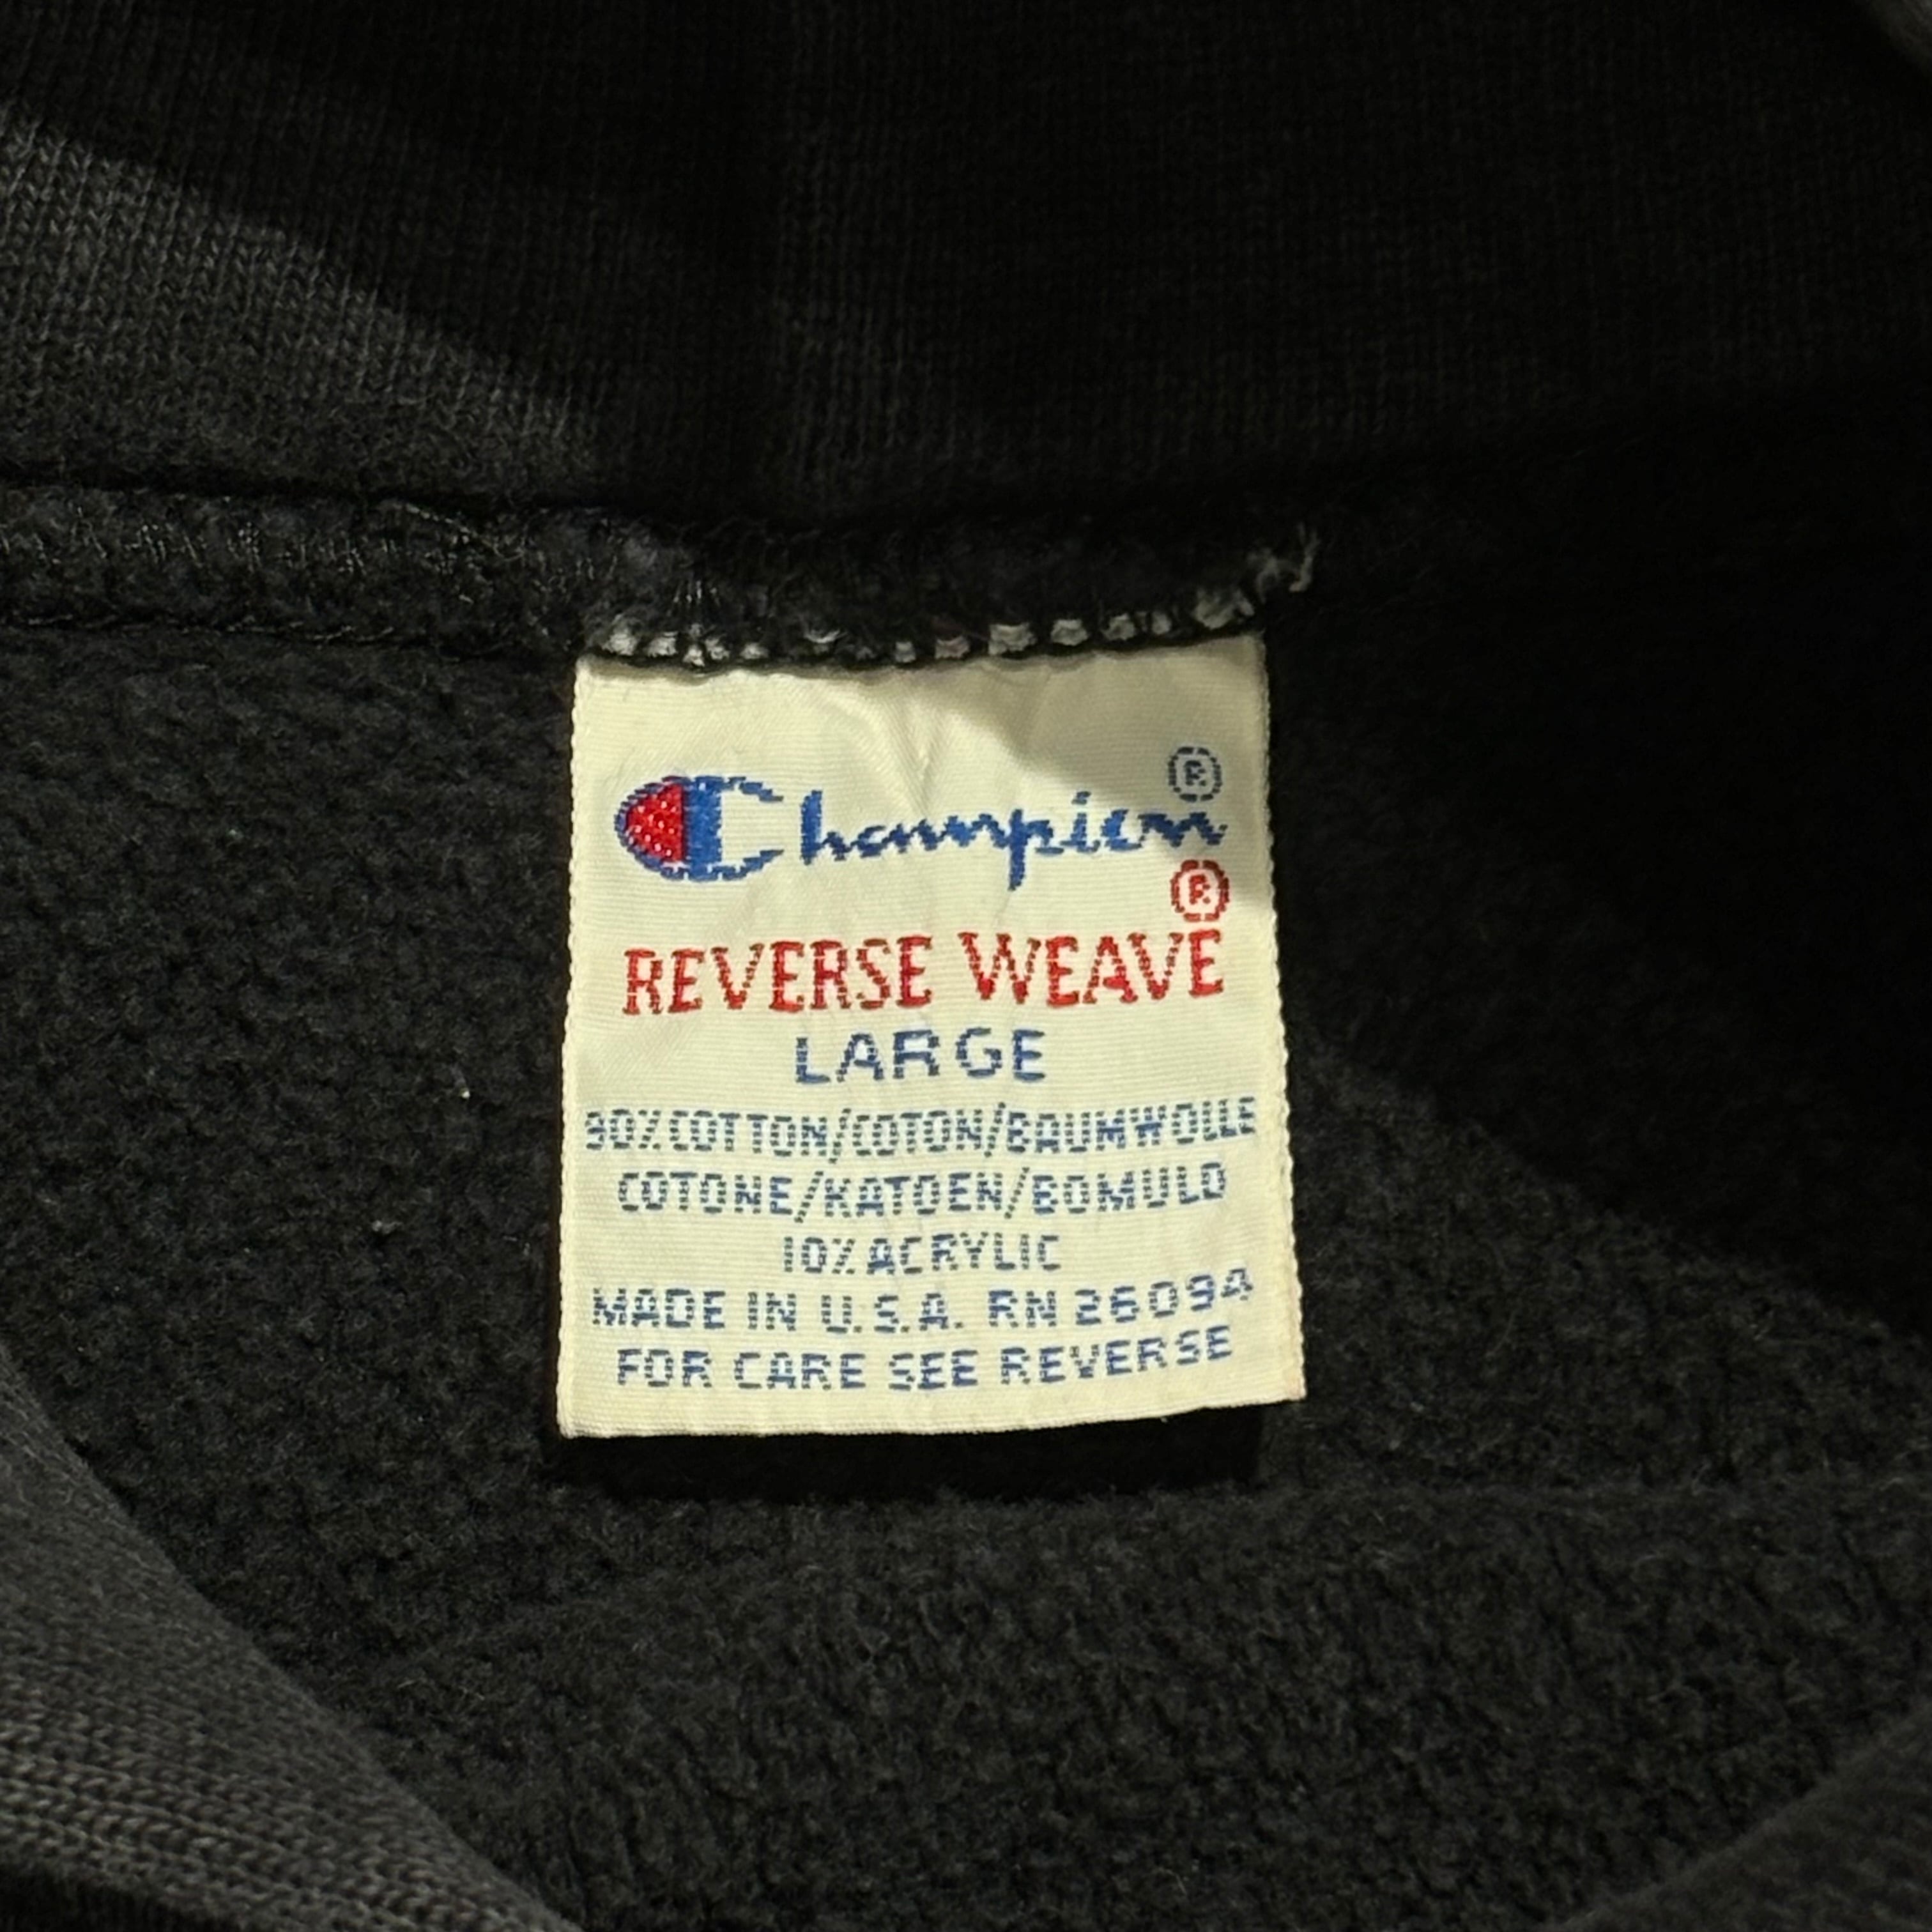 Champion®
®
REVERSE WEAVE
LARGE
90% COTTON/COTON/BAUMWOLLE
COTONE/KATOEN/BOMULD
10% ACRYLIC
MADE IN U.S.A. RN 26094
FOR CARE SEE REVERSE